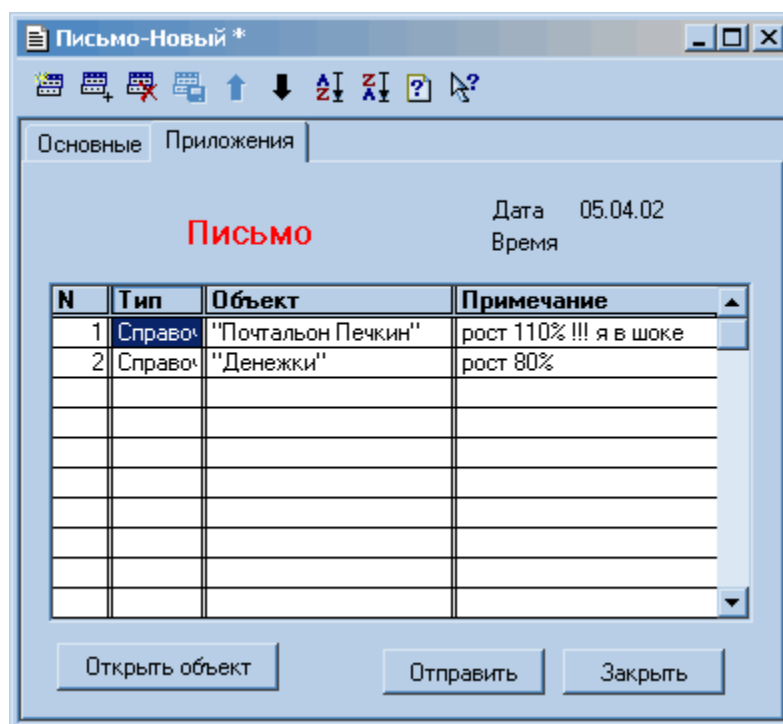 Письмо-Новый *
Основные Приложения
Письмо
Дата 05.04.02
Время
N Тип Объект Примечание
1 Справоч "Почтальон Печкин" рост 110% !!! я в шоке
2 Справоч "Денежки" рост 80%
Открыть объект Отправить Закрыть